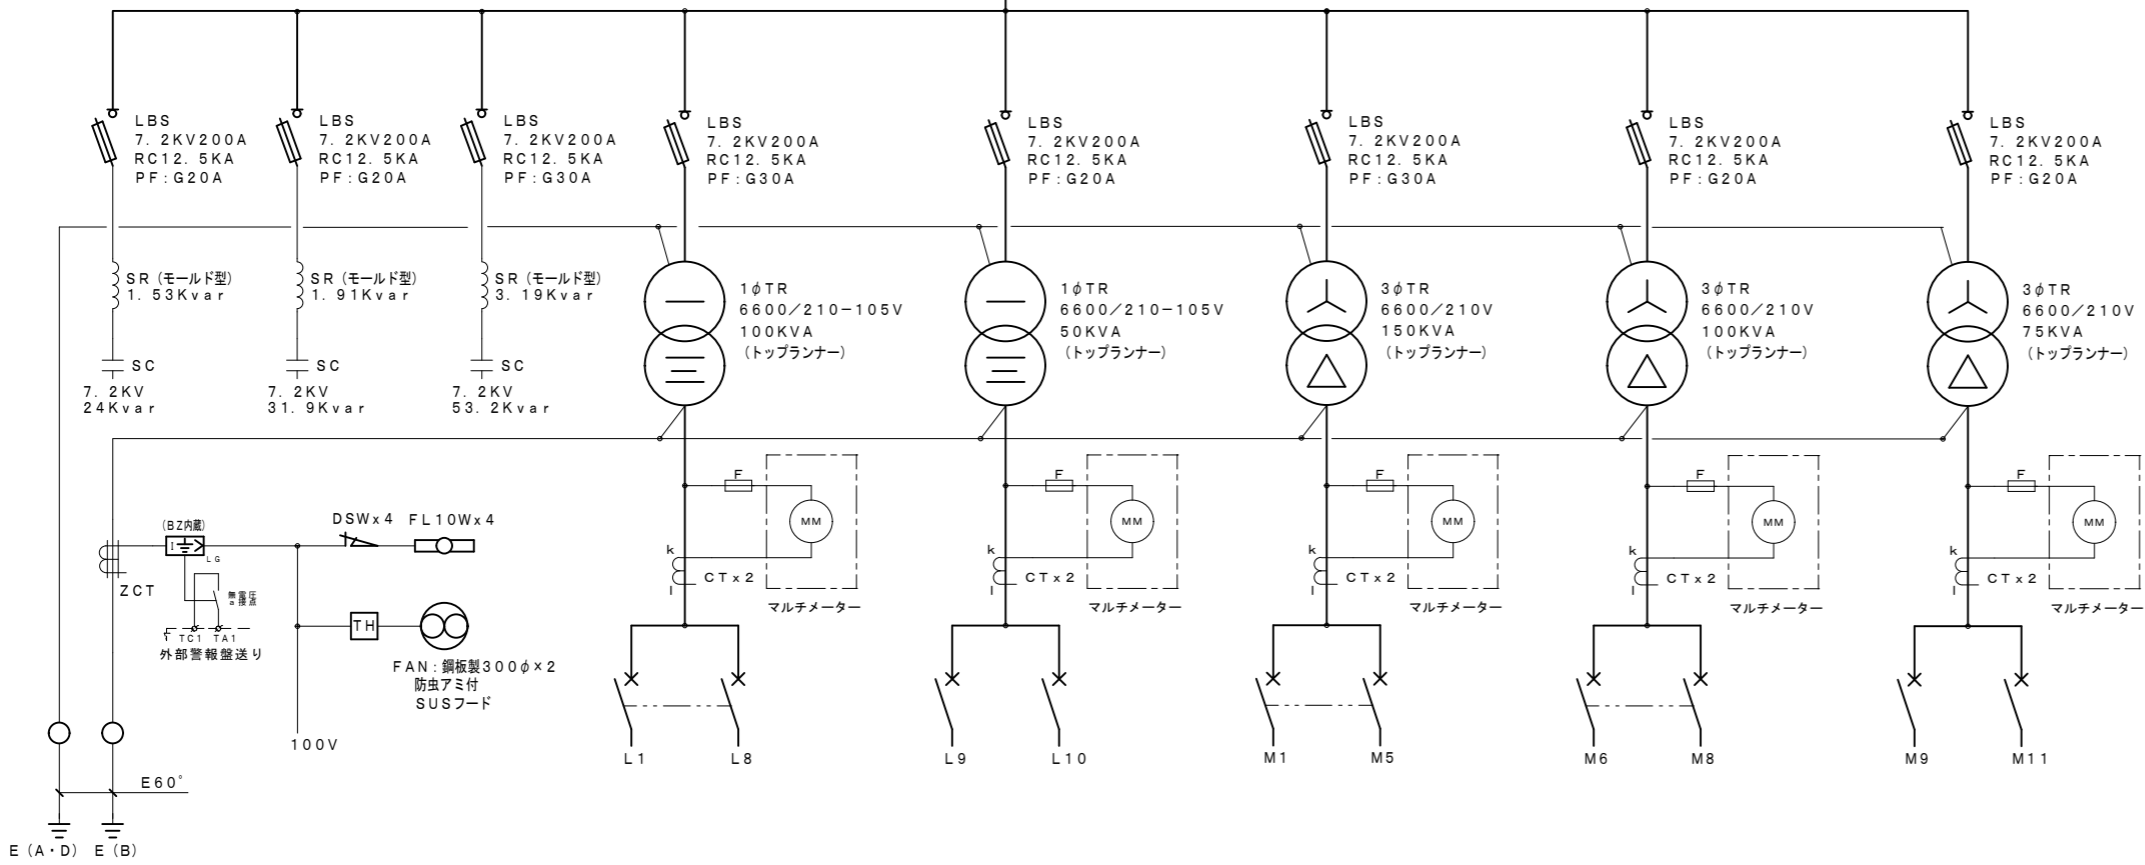 LBS
7.2KV200A
RC12.5KA
PF:G20A
LBS
7.2KV200A
RC12.5KA
PF:G20A
LBS
7.2KV200A
RC12.5KA
PF:G30A
LBS
7.2KV200A
RC12.5KA
PF:G30A
LBS
7.2KV200A
RC12.5KA
PF:G20A
LBS
7.2KV200A
RC12.5KA
PF:G30A
LBS
7.2KV200A
RC12.5KA
PF:G20A
LBS
7.2KV200A
RC12.5KA
PF:G20A
SR(モールド型)
1.53Kvar
SR(モールド型)
1.91Kvar
SR(モールド型)
3.19Kvar
1φTR
6600/210-105V
100KVA
(トップランナー)
1φTR
6600/210-105V
50KVA
(トップランナー)
3φTR
6600/210V
150KVA
(トップランナー)
3φTR
6600/210V
100KVA
(トップランナー)
3φTR
6600/210V
75KVA
(トップランナー)
SC
7.2KV
24Kvar
SC
7.2KV
31.9Kvar
SC
7.2KV
53.2Kvar
F
MM
k
CTx2
l
マルチメーター
F
MM
k
CTx2
l
マルチメーター
F
MM
k
CTx2
l
マルチメーター
F
MM
k
CTx2
l
マルチメーター
F
MM
k
CTx2
l
マルチメーター
(BZ内蔵)
I
LG
ZCT
無電圧
a接点
TC1 TA1
外部警報盤送り
DSWx4 FL10Wx4
TH
FAN:鋼板製300φ×2
防虫アミ付
SUSフード
100V
L1
L8
L9
L10
M1
M5
M6
M8
M9
M11
E60°
E(A・D) E(B)